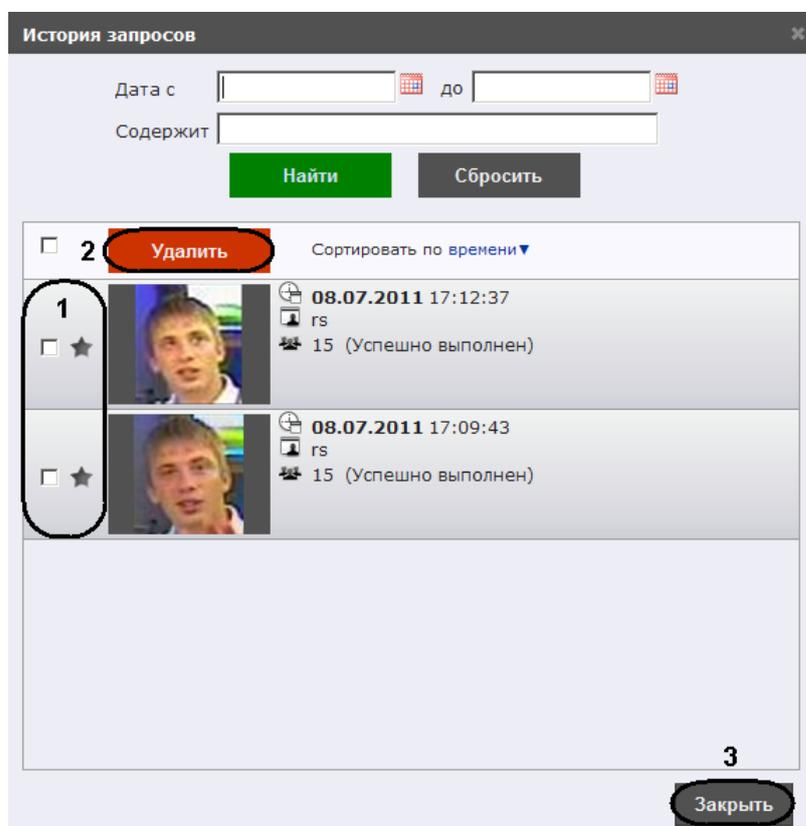 История запросов
Дата с до
Содержит
Найти Сбросить
2 Удалить Сортировать по времени▼
1
08.07.2011 17:12:37
rs
15 (Успешно выполнен)
08.07.2011 17:09:43
rs
15 (Успешно выполнен)
3
Закрыть